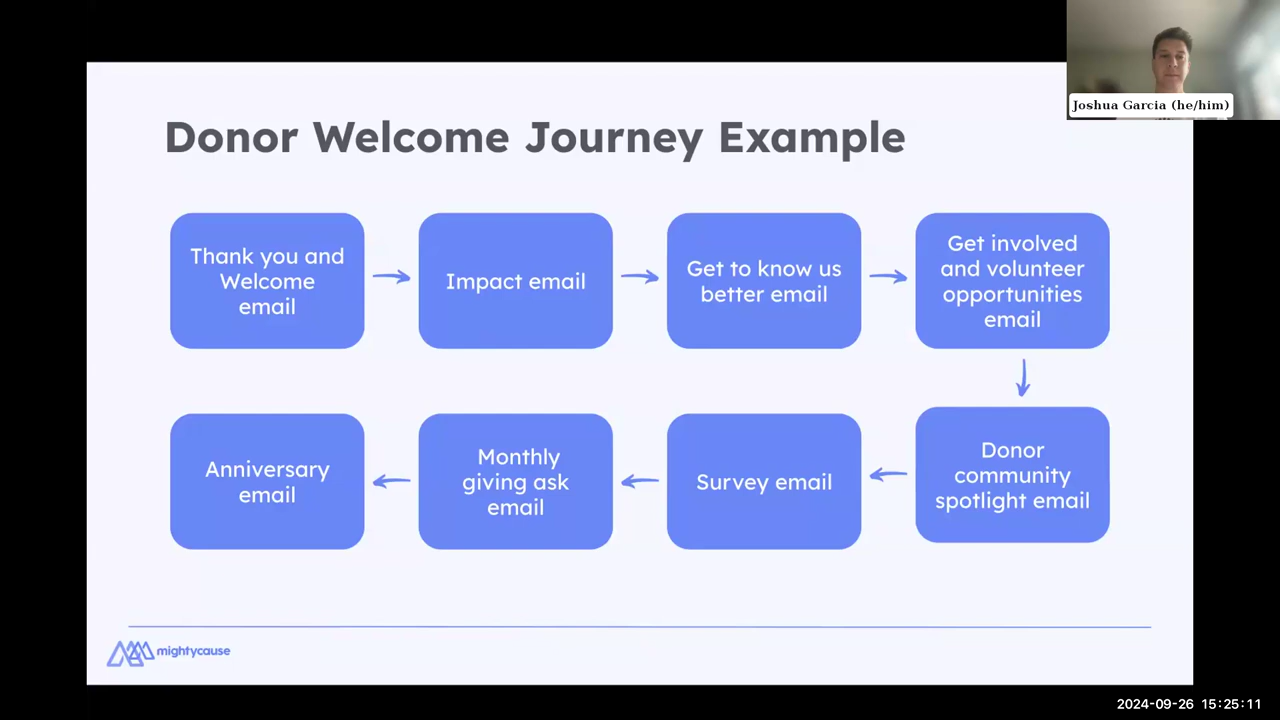 Joshua Garcia (he/him)
Donor Welcome Journey Example
Thank you and
Welcome
email
Impact email
Get to know us
better email
Get involved
and volunteer
opportunities
email
Donor
community
spotlight email
Survey email
Monthly
giving ask
email
Anniversary
email
mightycause
2024-09-26 15:25:11